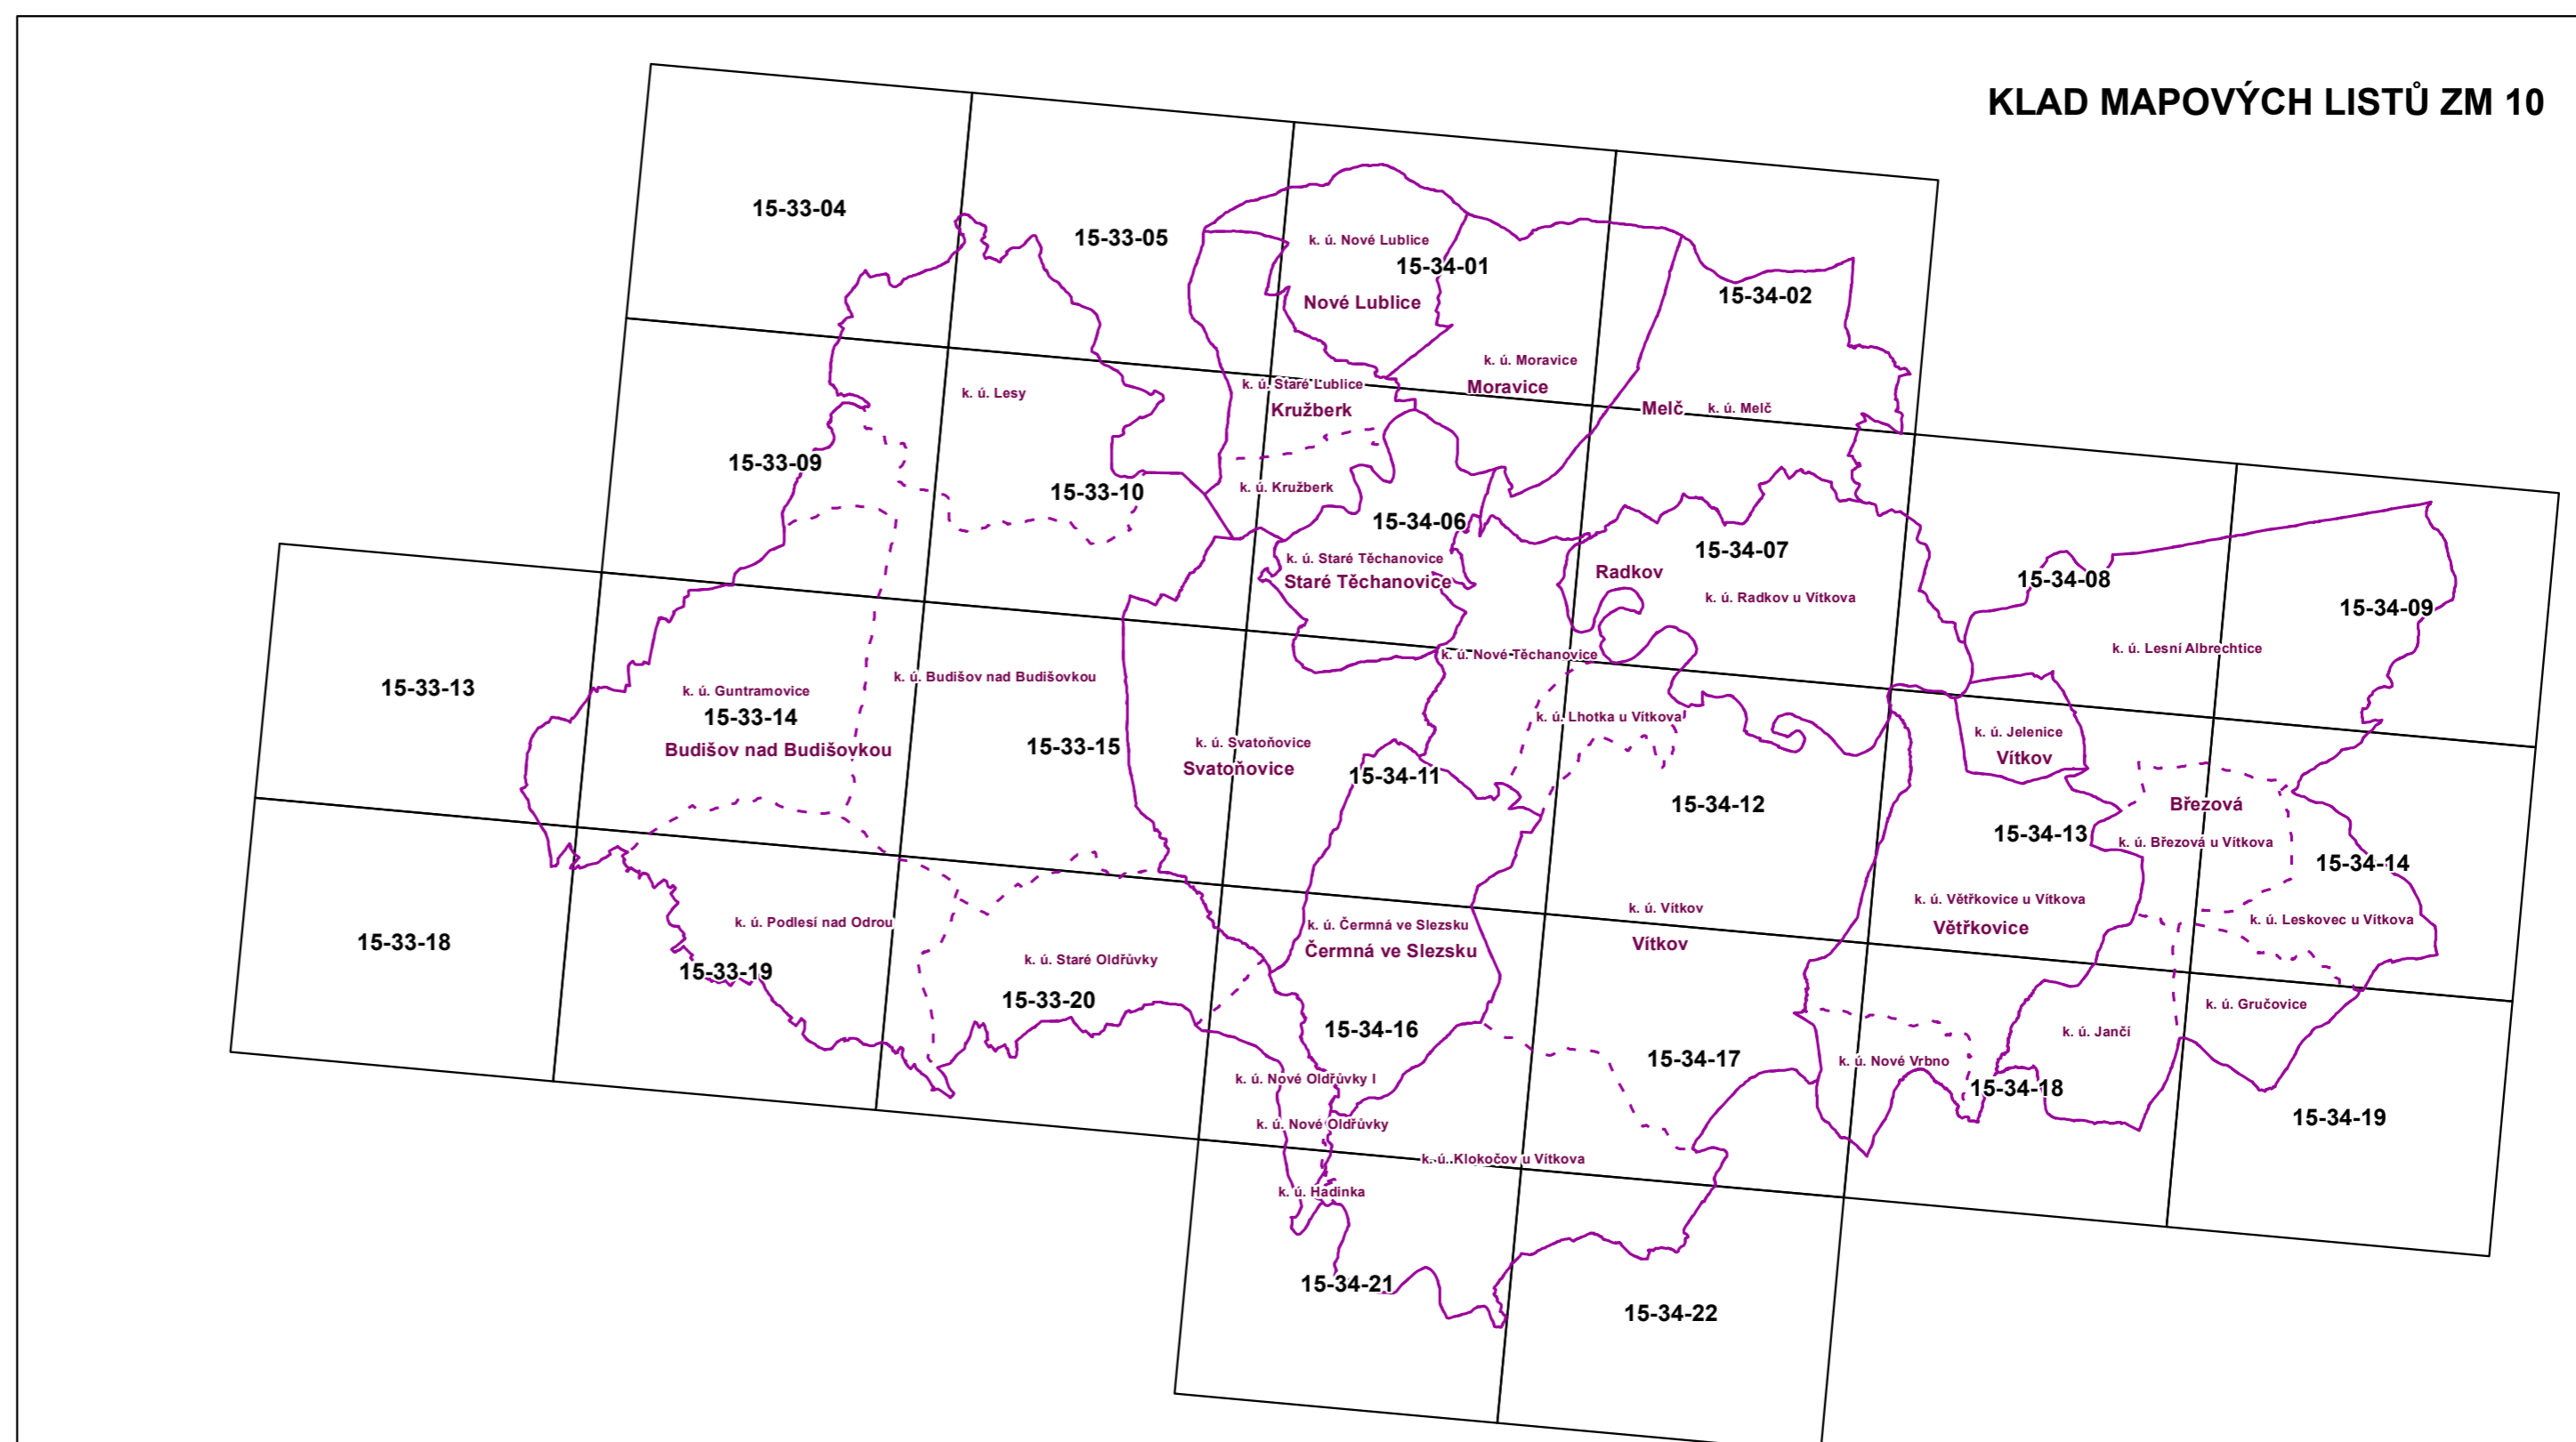 KLAD MAPOVÝCH LISTŮ ZM 10
15-33-04
15-33-05
k. ú. Nové Lublice
15-34-01
Nové Lublice
15-34-02
k. ú. Moravice
Moravice
k. ú. Staré Lublice
Kružberk
k. ú. Lesy
Melč
k. ú. Melč
15-33-09
15-33-10
k. ú. Kružberk
15-34-06
15-34-07
k. ú. Staré Těchanovice
Staré Těchanovice
Radkov
k. ú. Radkov u Vítkova
15-34-08
15-34-09
k. ú. Lesní Albrechtice
k. ú. Nové Těchanovice
15-33-13
k. ú. Guntramovice
15-33-14
Budišov nad Budišovkou
k. ú. Budišov nad Budišovkou
15-33-15
k. ú. Svatoňovice
Svatoňovice
15-34-11
k. ú. Lhotka u Vítkova
k. ú. Jelenice
Vítkov
15-34-12
15-34-13
Březová
k. ú. Březová u Vítkova
15-34-14
k. ú. Větřkovice u Vítkova
Větřkovice
k. ú. Leskovec u Vítkova
k. ú. Vítkov
Vítkov
k. ú. Čermná ve Slezsku
Čermná ve Slezsku
15-33-18
k. ú. Podlesí nad Odrou
15-33-19
k. ú. Staré Oldřůvky
15-33-20
15-34-16
15-34-17
k. ú. Gručovice
k. ú. Jančí
k. ú. Nové Vrbno
15-34-18
15-34-19
k. ú. Nové Oldřůvky I
k. ú. Nové Oldřůvky
k. ú. Klokočov u Vítkova
k. ú. Hadinka
15-34-21
15-34-22